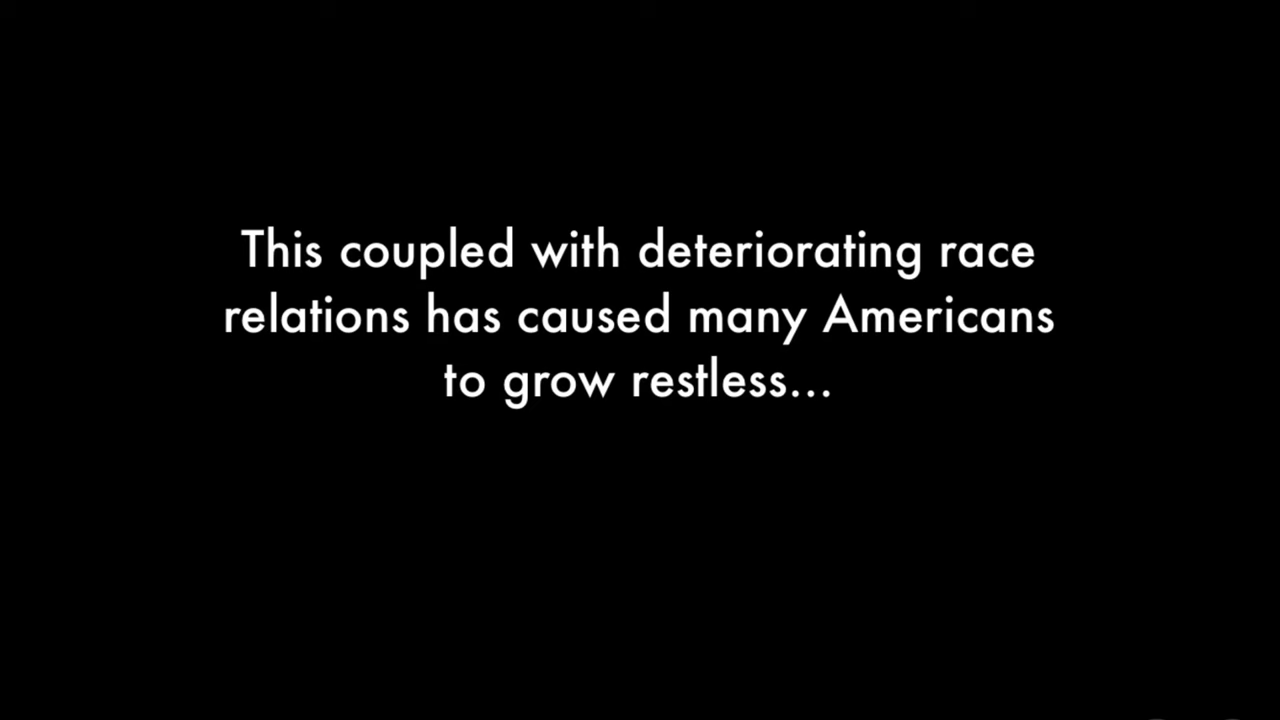 This coupled with deteriorating race
relations has caused many Americans
to grow restless...